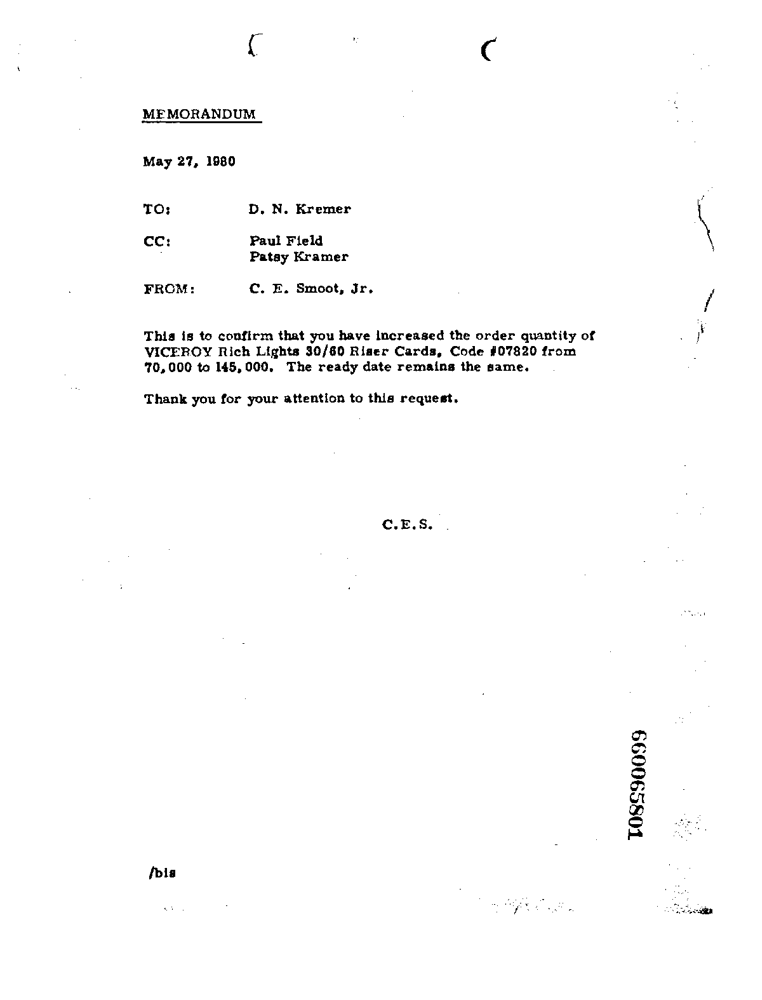 MEMORANDUM
May 27, 1980
TO: D. N. Kremer
CC: Paul Field
Patsy Kramer
FROM: C. E. Smoot, Jr.
This is to confirm that you have increased the order quantity of
VICEROY Rich Lights 30/60 Riser Cards, Code #07820 from
70,000 to 145,000. The ready date remains the same.
Thank you for your attention to this request.
C.E.S.
660065801
/bls